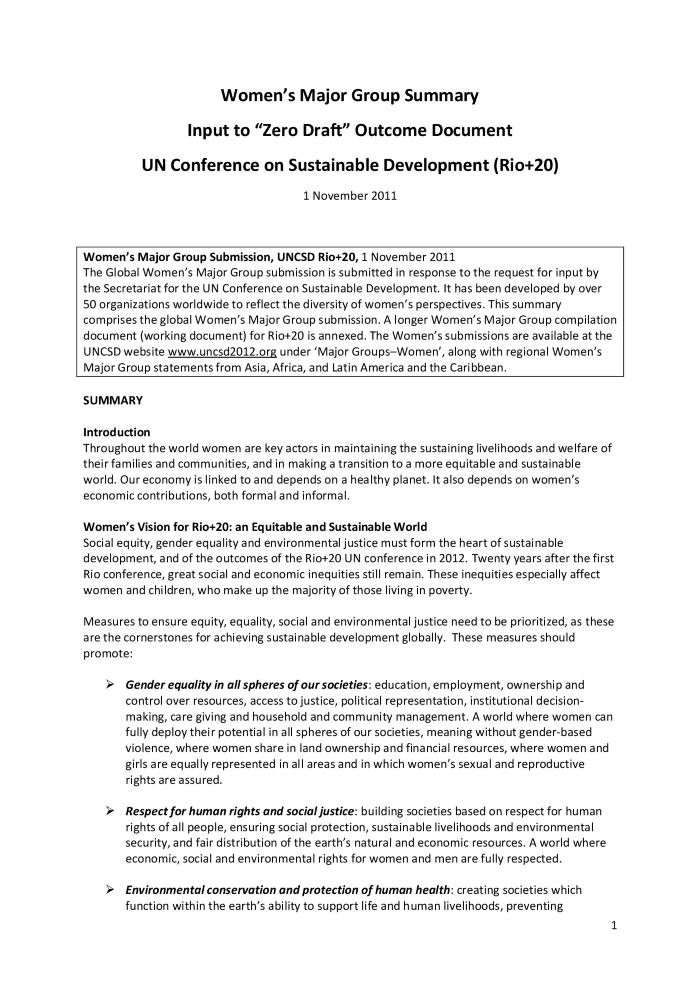 Women’s Major Group Summary
Input to “Zero Draft” Outcome Document
UN Conference on Sustainable Development (Rio+20)
1 November 2011
Women’s Major Group Submission, UNCSD Rio+20, 1 November 2011
The Global Women’s Major Group submission is submitted in response to the request for input by
the Secretariat for the UN Conference on Sustainable Development. It has been developed by over
50 organizations worldwide to reflect the diversity of women’s perspectives. This summary
comprises the global Women’s Major Group submission. A longer Women’s Major Group compilation
document (working document) for Rio+20 is annexed. The Women’s submissions are available at the
UNCSD website www.uncsd2012.org under ‘Major Groups–Women’, along with regional Women’s
Major Group statements from Asia, Africa, and Latin America and the Caribbean.
SUMMARY
Introduction
Throughout the world women are key actors in maintaining the sustaining livelihoods and welfare of
their families and communities, and in making a transition to a more equitable and sustainable
world. Our economy is linked to and depends on a healthy planet. It also depends on women’s
economic contributions, both formal and informal.
Women’s Vision for Rio+20: an Equitable and Sustainable World
Social equity, gender equality and environmental justice must form the heart of sustainable
development, and of the outcomes of the Rio+20 UN conference in 2012. Twenty years after the first
Rio conference, great social and economic inequities still remain. These inequities especially affect
women and children, who make up the majority of those living in poverty.
Measures to ensure equity, equality, social and environmental justice need to be prioritized, as these
are the cornerstones for achieving sustainable development globally.  These measures should
promote:
➢ Gender equality in all spheres of our societies: education, employment, ownership and
control over resources, access to justice, political representation, institutional decision-
making, care giving and household and community management. A world where women can
fully deploy their potential in all spheres of our societies, meaning without gender-based
violence, where women share in land ownership and financial resources, where women and
girls are equally represented in all areas and in which women’s sexual and reproductive
rights are assured.
➢ Respect for human rights and social justice: building societies based on respect for human
rights of all people, ensuring social protection, sustainable livelihoods and environmental
security, and fair distribution of the earth’s natural and economic resources. A world where
economic, social and environmental rights for women and men are fully respected.
➢ Environmental conservation and protection of human health: creating societies which
function within the earth’s ability to support life and human livelihoods, preventing
1